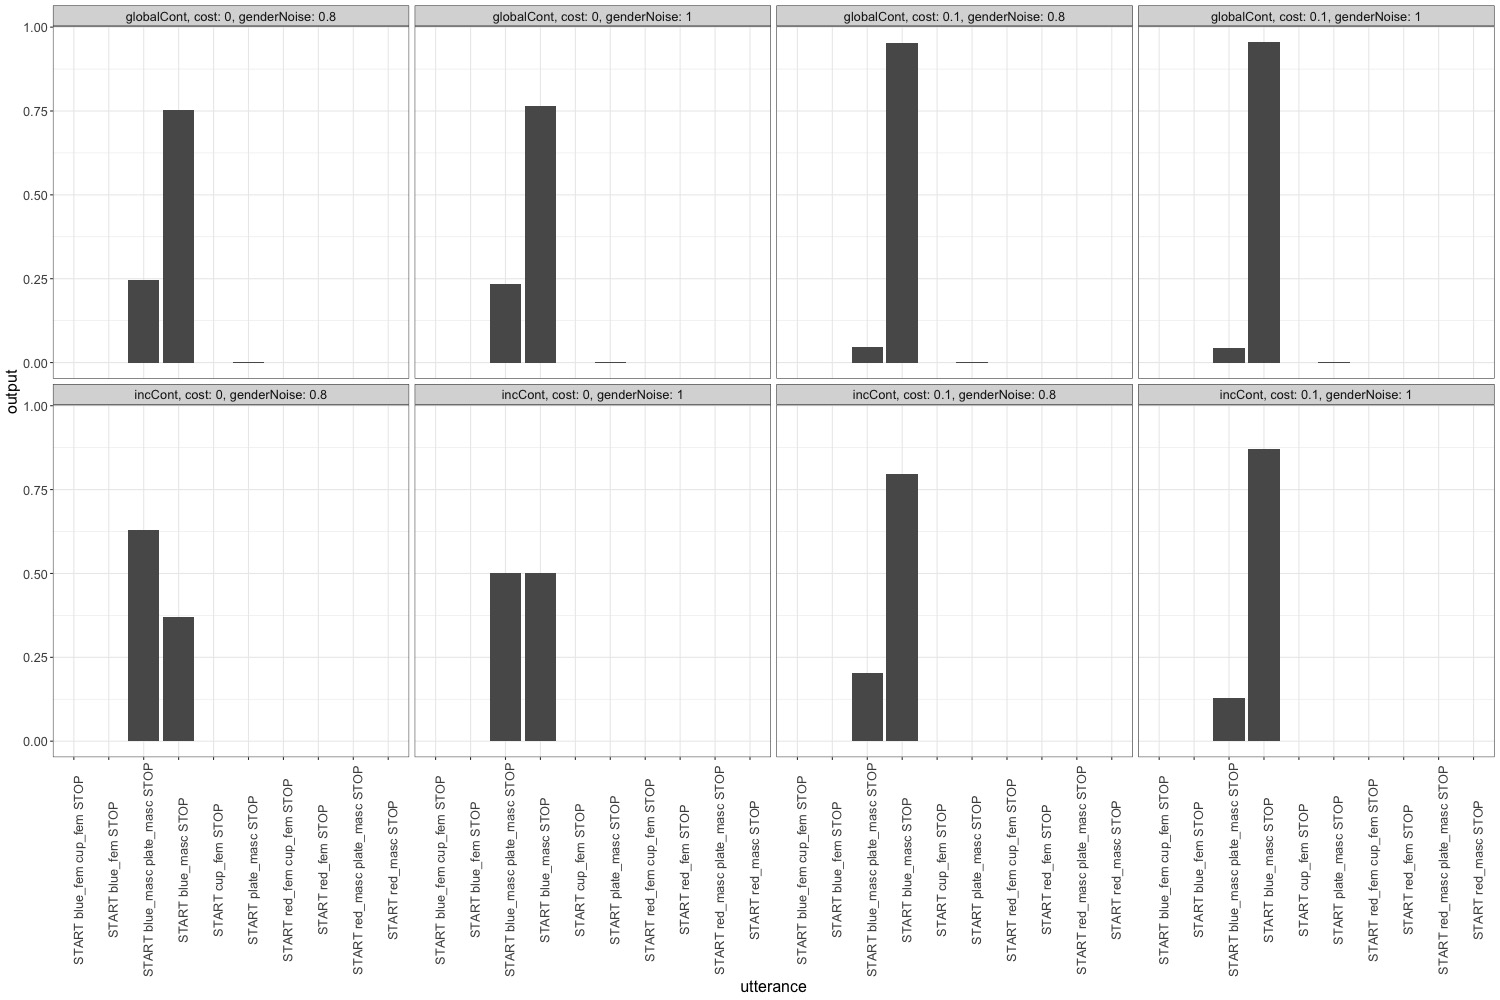 globalCont, cost: 0, genderNoise: 0.8
globalCont, cost: 0, genderNoise: 1
globalCont, cost: 0.1, genderNoise: 0.8
globalCont, cost: 0.1, genderNoise: 1
1.00
0.75
0.50
0.25
0.00
output
incCont, cost: 0, genderNoise: 0.8
incCont, cost: 0, genderNoise: 1
incCont, cost: 0.1, genderNoise: 0.8
incCont, cost: 0.1, genderNoise: 1
1.00
0.75
0.50
0.25
0.00
START blue_fem cup_fem STOP
START blue_fem STOP
START blue_masc plate_masc STOP
START blue_masc STOP
START cup_fem STOP
START plate_masc STOP
START red_fem cup_fem STOP
START red_fem STOP
START red_masc plate_masc STOP
START red_masc STOP
START blue_fem cup_fem STOP
START blue_fem STOP
START blue_masc plate_masc STOP
START blue_masc STOP
START cup_fem STOP
START plate_masc STOP
START red_fem cup_fem STOP
START red_fem STOP
START red_masc plate_masc STOP
START red_masc STOP
START blue_fem cup_fem STOP
START blue_fem STOP
START blue_masc plate_masc STOP
START blue_masc STOP
START cup_fem STOP
START plate_masc STOP
START red_fem cup_fem STOP
START red_fem STOP
START red_masc plate_masc STOP
START red_masc STOP
START blue_fem cup_fem STOP
START blue_fem STOP
START blue_masc plate_masc STOP
START blue_masc STOP
START cup_fem STOP
START plate_masc STOP
START red_fem cup_fem STOP
START red_fem STOP
START red_masc plate_masc STOP
START red_masc STOP
utterance